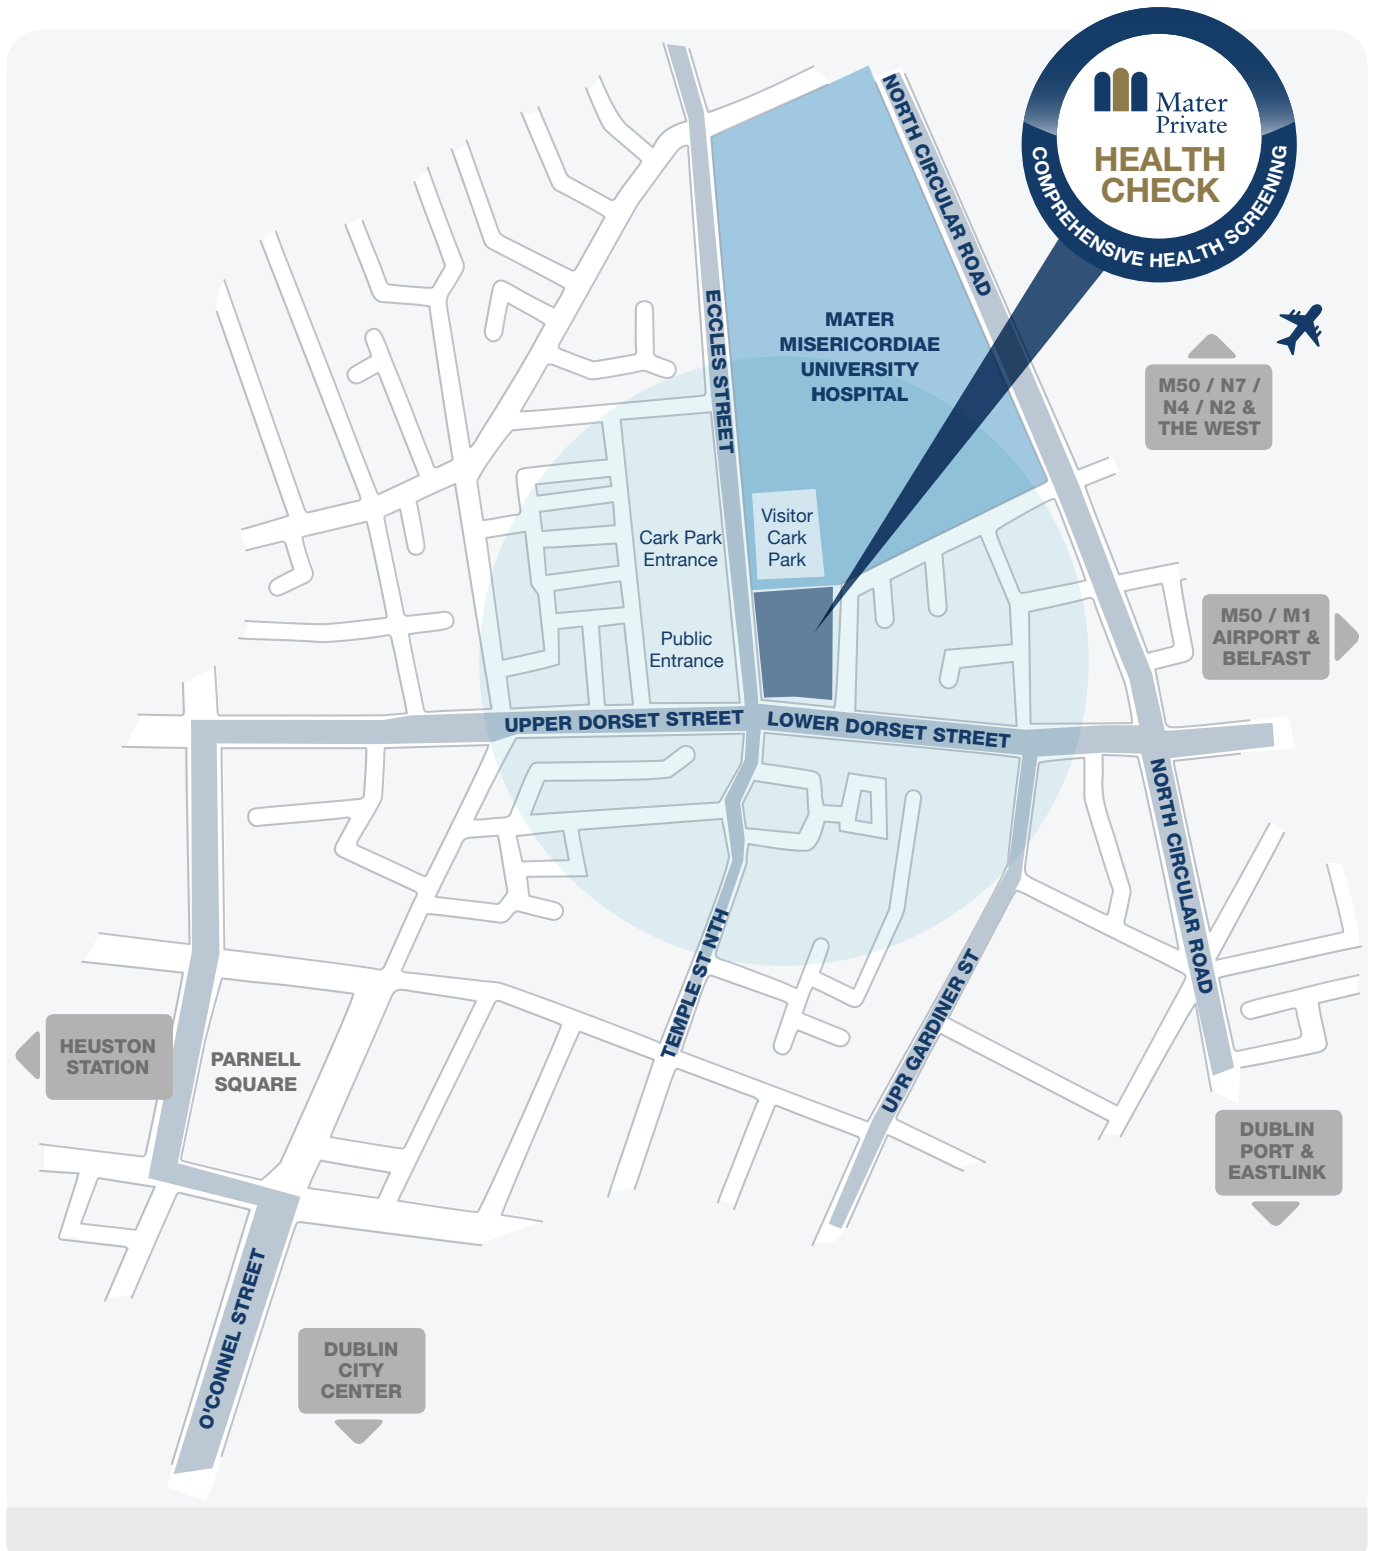 Mater
Private
HEALTH
CHECK
COMPREHENSIVE HEALTH SCREENING
NORTH CIRCULAR ROAD
ECCLES STREET
MATER
MISERICORDIAE
UNIVERSITY
HOSPITAL
M50 / N7 /
N4 / N2 &
THE WEST
Visitor
Cark
Park
Cark Park
Entrance
Public
Entrance
M50 / M1
AIRPORT &
BELFAST
UPPER DORSET STREET
LOWER DORSET STREET
NORTH CIRCULAR ROAD
TEMPLE ST NTH
UPR GARDINER ST
HEUSTON
STATION
PARNELL
SQUARE
DUBLIN
PORT &
EASTLINK
O'CONNEL STREET
DUBLIN
CITY
CENTER